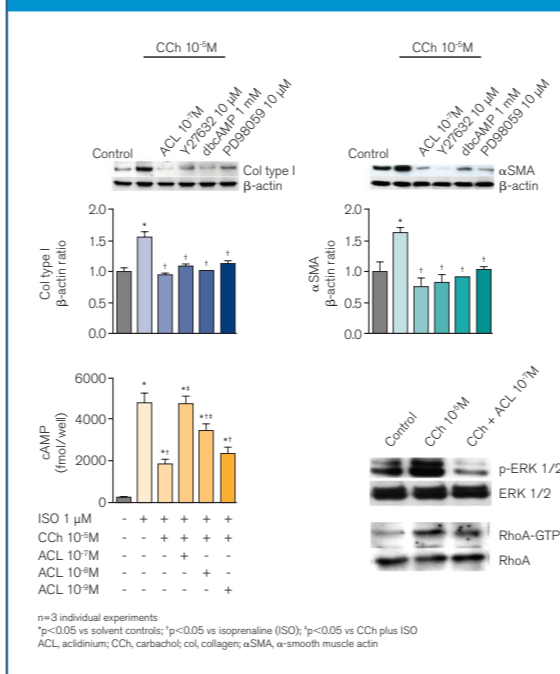 CCh 10⁻⁵M
Control
ACL 10⁻⁷M
Y27632 10 µM
dbcAMP 1 mM
PD98059 10 µM
Col type I
β-actin
Col type I
β-actin ratio
2.0
1.5
1.0
0.5
0.0
*
†
†
†
†
CCh 10⁻⁵M
Control
ACL 10⁻⁷M
Y27632 10 µM
dbcAMP 1 mM
PD98059 10 µM
αSMA
β-actin
αSMA
β-actin ratio
2.0
1.5
1.0
0.5
0.0
*
†
†
†
†
cAMP
(fmol/well)
6000
4000
2000
0
*
*†
*‡
*†‡
*†
ISO 1 µM - + + + + +
CCh 10⁻⁵M - - + + + +
ACL 10⁻⁷M - - - + - -
ACL 10⁻⁸M - - - - + -
ACL 10⁻⁹M - - - - - +
Control
CCh 10⁻⁵M
CCh + ACL 10⁻⁷M
p-ERK 1/2
ERK 1/2
RhoA-GTP
RhoA
n=3 individual experiments
*p<0.05 vs solvent controls; †p<0.05 vs isoprenaline (ISO); ‡p<0.05 vs CCh plus ISO
ACL, aclidinium; CCh, carbachol; col, collagen; αSMA, α-smooth muscle actin